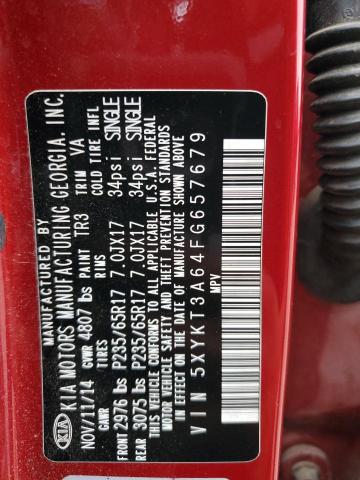 MANUFACTURED BY
KIA KIA MOTORS MANUFACTURING GEORGIA, INC.
NOV/11/14 GVWR 4807 lbs PAINT TR3 TRIM VA
GAWR TIRES RIMS COLD TIRE INFL
FRONT 2976 lbs P235/65R17 7.0JX17 34psi SINGLE
REAR 3075 lbs P235/65R17 7.0JX17 34psi SINGLE
THIS VEHICLE CONFORMS TO ALL APPLICABLE U.S.A. FEDERAL
MOTOR VEHICLE SAFETY STANDARDS IN EFFECT ON
THE DATE OF MANUFACTURE SHOWN ABOVE.
VIN 5XYKT3A64FG657679
MPV